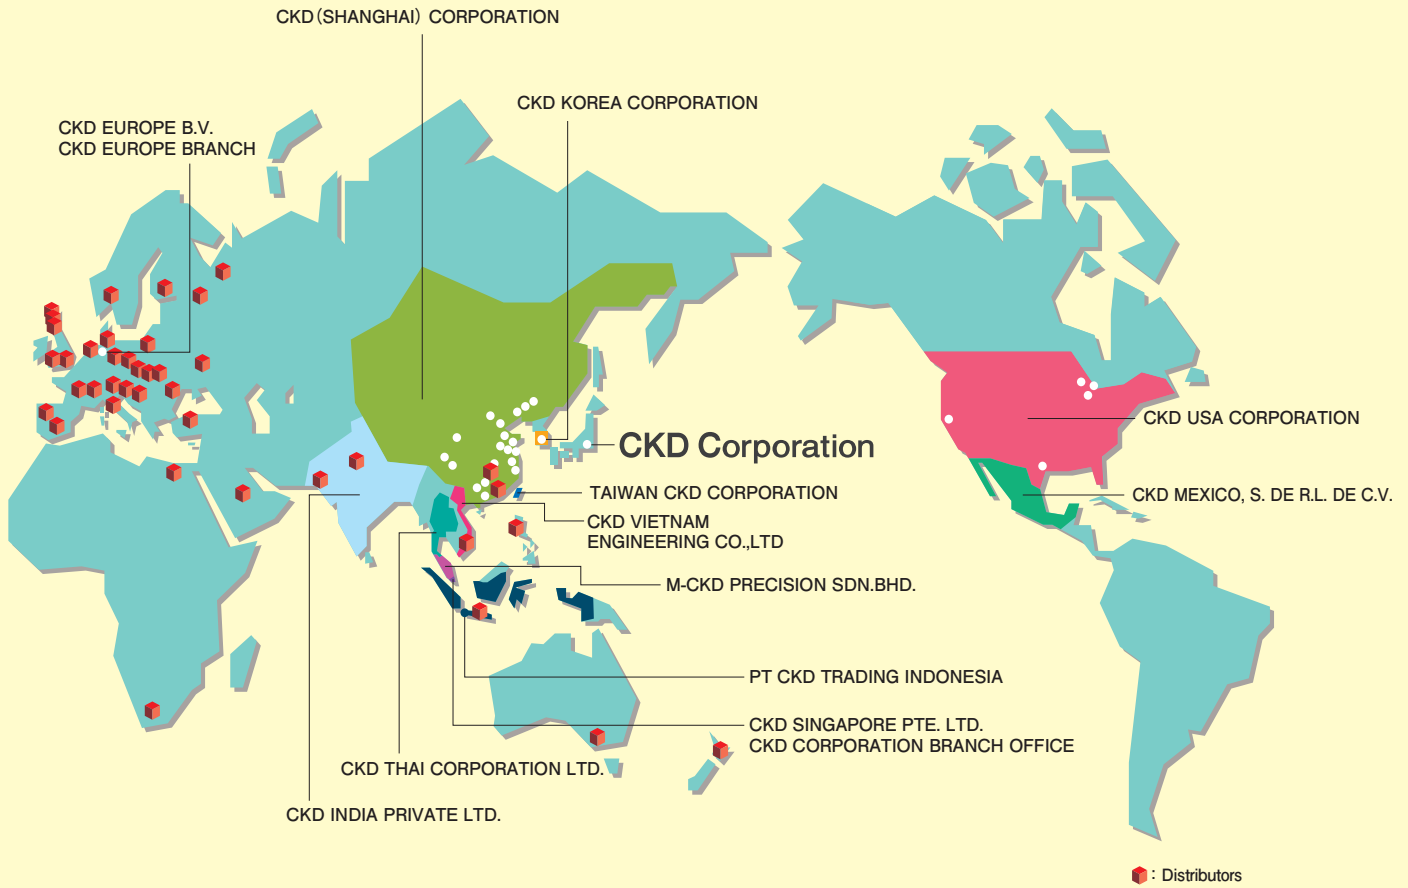 CKD(SHANGHAI) CORPORATION
CKD KOREA CORPORATION
CKD EUROPE B.V.
CKD EUROPE BRANCH
CKD USA CORPORATION
CKD Corporation
TAIWAN CKD CORPORATION
CKD MEXICO, S. DE R.L. DE C.V.
CKD VIETNAM
ENGINEERING CO.,LTD
M-CKD PRECISION SDN.BHD.
PT CKD TRADING INDONESIA
CKD SINGAPORE PTE. LTD.
CKD CORPORATION BRANCH OFFICE
CKD THAI CORPORATION LTD.
CKD INDIA PRIVATE LTD.
: Distributors